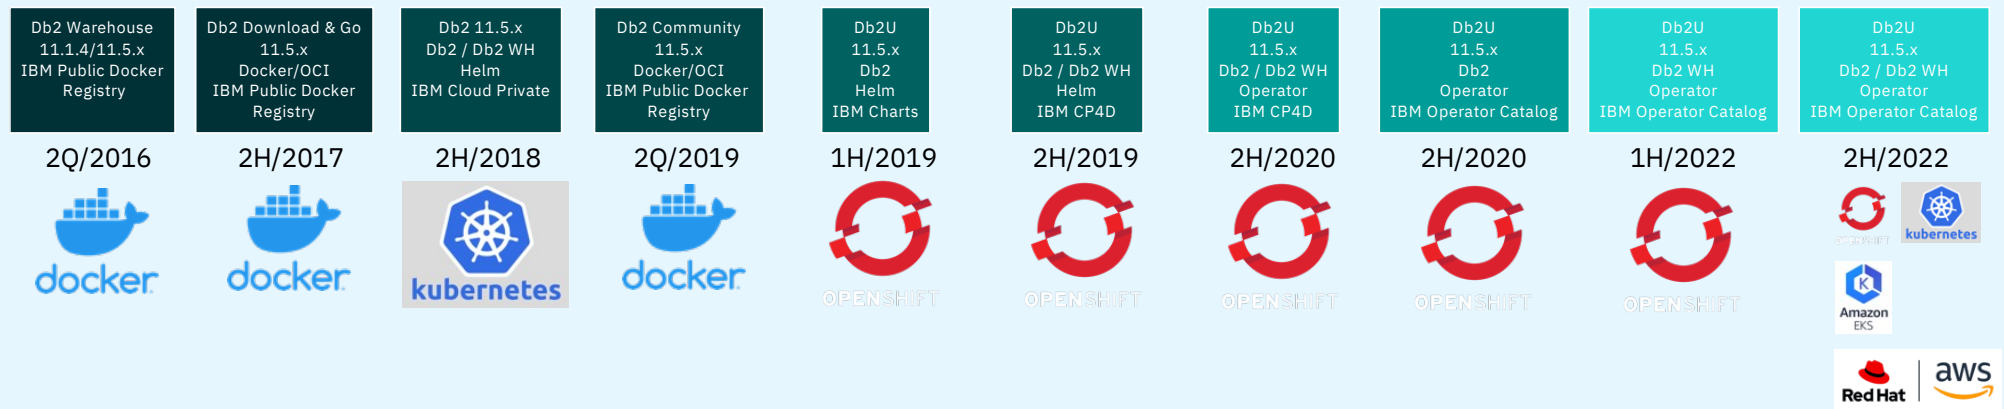 Db2 Warehouse
11.1.4/11.5.x
IBM Public Docker
Registry
Db2 Download & Go
11.5.x
Docker/OCI
IBM Public Docker
Registry
Db2 11.5.x
Db2 / Db2 WH
Helm
IBM Cloud Private
Db2 Community
11.5.x
Docker/OCI
IBM Public Docker
Registry
Db2U
11.5.x
Db2
Helm
IBM Charts
Db2U
11.5.x
Db2 / Db2 WH
Helm
IBM CP4D
Db2U
11.5.x
Db2 / Db2 WH
Operator
IBM CP4D
Db2U
11.5.x
Db2
Operator
IBM Operator Catalog
Db2U
11.5.x
Db2 WH
Operator
IBM Operator Catalog
Db2U
11.5.x
Db2 / Db2 WH
Operator
IBM Operator Catalog
2Q/2016
2H/2017
2H/2018
2Q/2019
1H/2019
2H/2019
2H/2020
2H/2020
1H/2022
2H/2022
docker
docker
kubernetes
docker
OPENSHIFT
OPENSHIFT
OPENSHIFT
OPENSHIFT
OPENSHIFT
OPENSHIFT
kubernetes
K
Amazon
EKS
Red Hat
aws